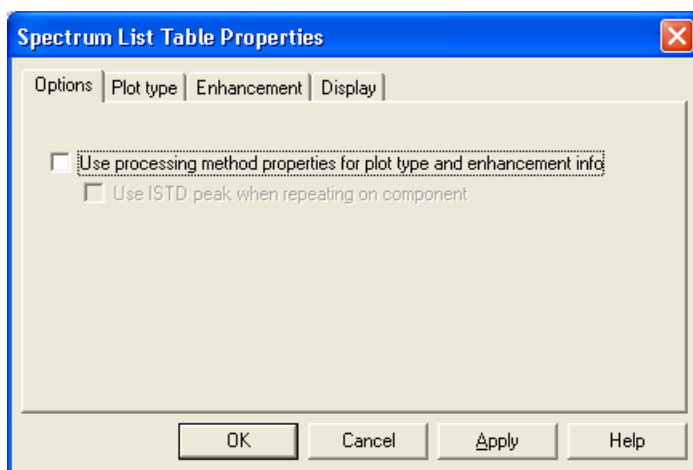 Spectrum List Table Properties
Options Plot type Enhancement Display
Use processing method properties for plot type and enhancement info
Use ISTD peak when repeating on component
OK Cancel Apply Help